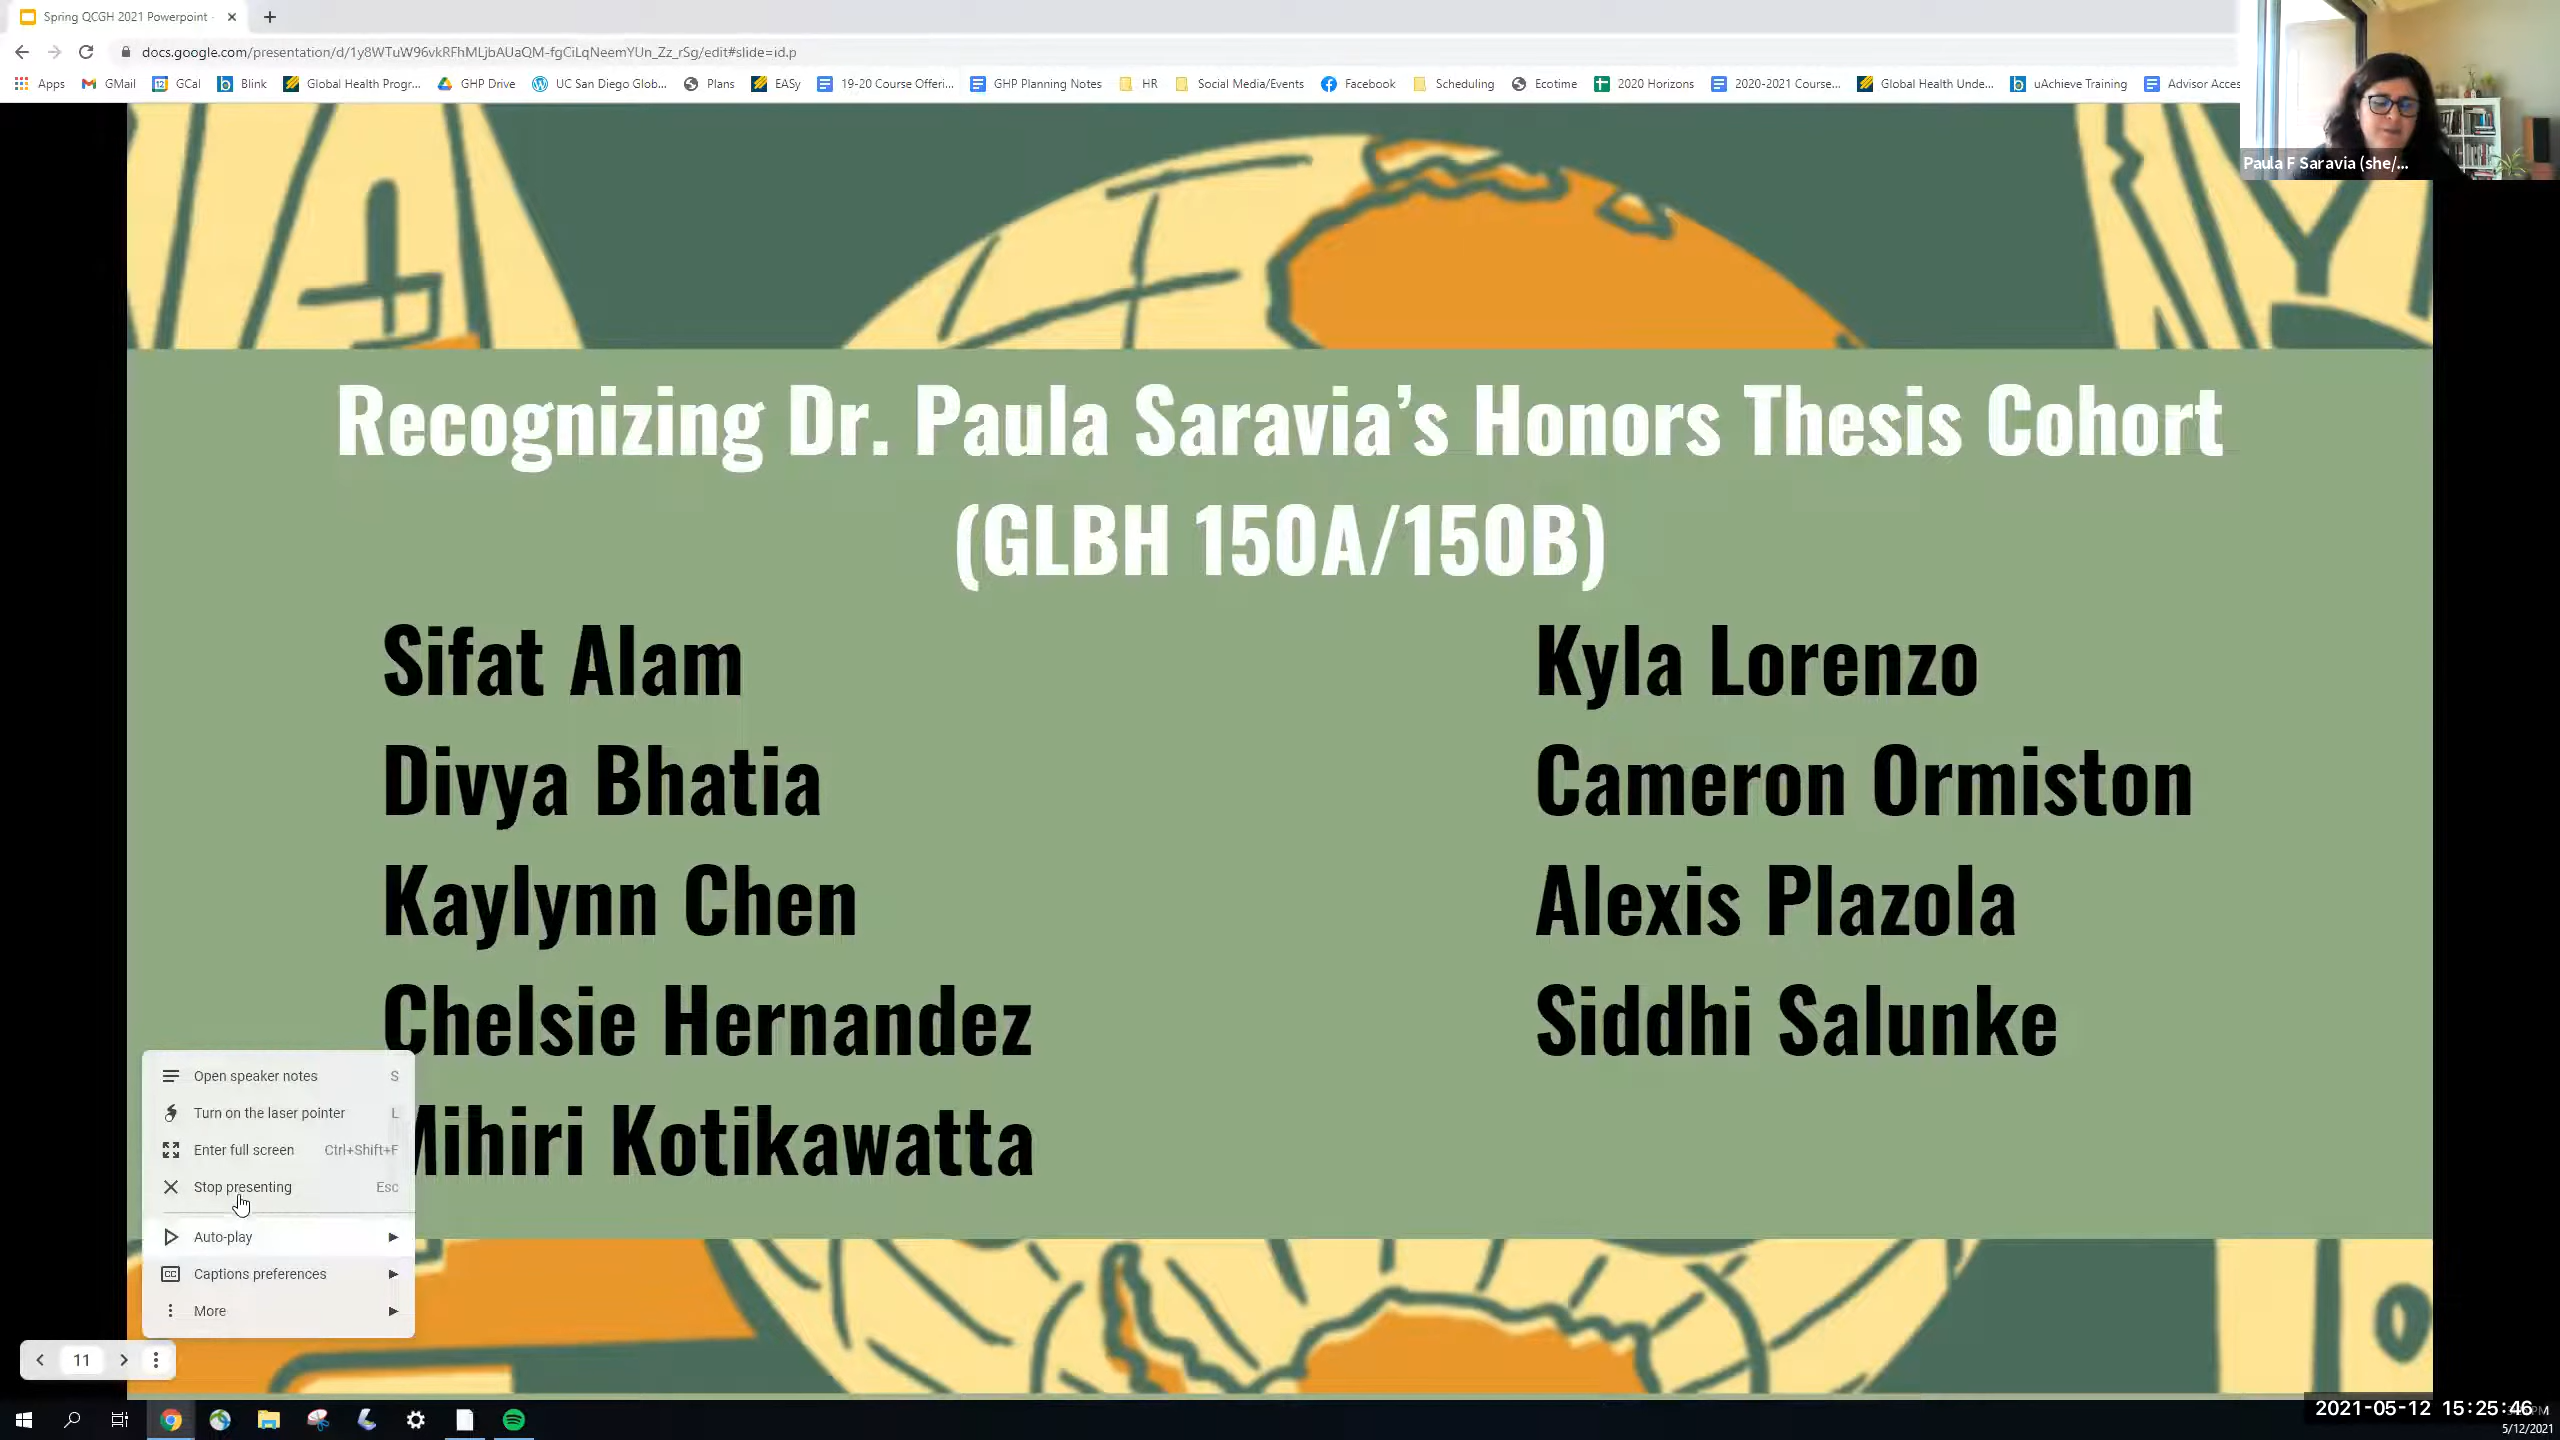 Spring QCGH 2021 Powerpoint -
docs.google.com/presentation/d/1y8WTuW96vkRFhMLjbAUaQM-fgCiLqNeemYUn_Zz_rSg/edit#slide=id.p
Apps GMail GCal Blink Global Health Progr... GHP Drive UC San Diego Glob... Plans EASy 19-20 Course Offeri... GHP Planning Notes HR Social Media/Events Facebook Scheduling Ecotime 2020 Horizons 2020-2021 Course... Global Health Unde... uAchieve Training Advisor Acces
Paula F Saravia (she/...
Recognizing Dr. Paula Saravia’s Honors Thesis Cohort
(GLBH 150A/150B)
Sifat Alam
Divya Bhatia
Kaylynn Chen
Chelsie Hernandez
Mihiri Kotikawatta
Kyla Lorenzo
Cameron Ormiston
Alexis Plazola
Siddhi Salunke
Open speaker notes S
Turn on the laser pointer L
Enter full screen Ctrl+Shift+F
Stop presenting Esc
Auto-play
CC Captions preferences
More
11
2021-05-12 15:25:46
5/12/2021